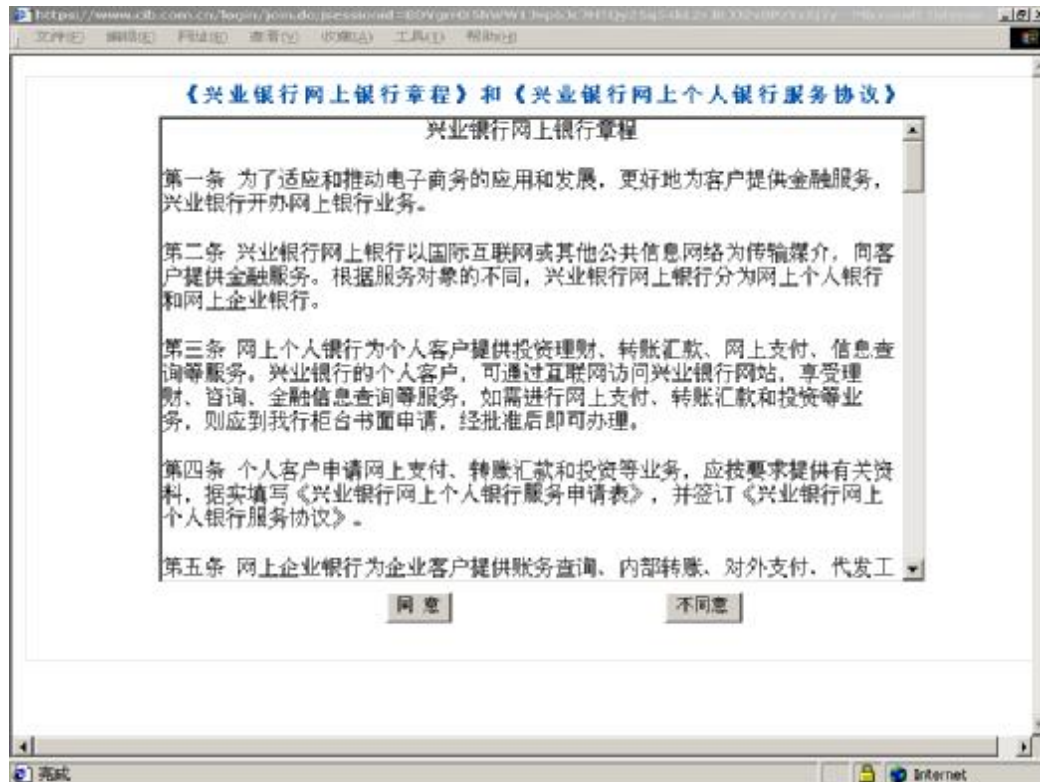 文件(F) 编辑(E) 查看(V) 收藏(A) 工具(T) 帮助(H)
《兴业银行网上银行章程》和《兴业银行网上个人银行服务协议》
兴业银行网上银行章程
第一条 为了适应和推动电子商务的应用和发展，更好地为客户提供金融服务，
兴业银行开办网上银行业务。
第二条 兴业银行网上银行以国际互联网或其他公共信息网络为传输媒介，向客
户提供金融服务。根据服务对象的不同，兴业银行网上银行分为网上个人银行
和网上企业银行。
第三条 网上个人银行为个人客户提供投资理财、转账汇款、网上支付、信息查
询等服务。兴业银行的个人客户，可通过互联网访问兴业银行网站，享受理
财、咨询、金融信息查询等服务，如需进行网上支付、转账汇款和投资等业
务，则应到我行柜台书面申请，经批准后即可办理。
第四条 个人客户申请网上支付、转账汇款和投资等业务，应按要求提供有关资
料，据实填写《兴业银行网上个人银行服务申请表》，并签订《兴业银行网上
个人银行服务协议》。
第五条 网上企业银行为企业客户提供账务查询、内部转账、对外支付、代发工
同 意 不同意
完成 Internet